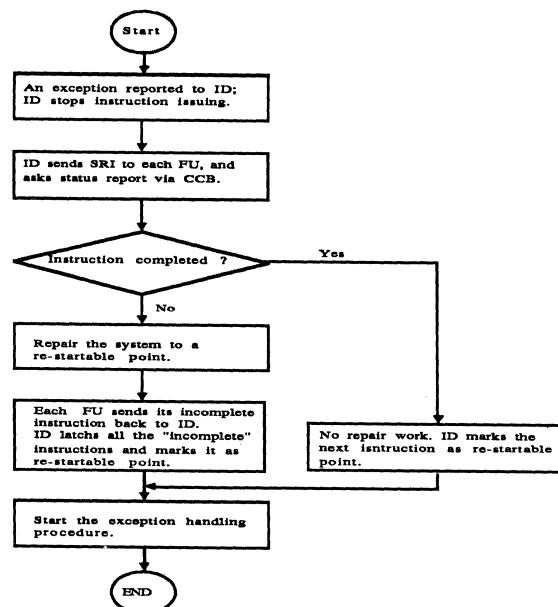 Start
An exception reported to ID;
ID stops instruction issuing.
ID sends SRI to each FU, and
asks status report via CCB.
Instruction completed ?
Yes
No
Repair the system to a
re-startable point.
Each FU sends its incomplete
instruction back to ID.
ID latchs all the "incomplete"
instructions and marks it as
re-startable point.
No repair work. ID marks the
next isntruction as re-startable
point.
Start the exception handling
procedure.
END